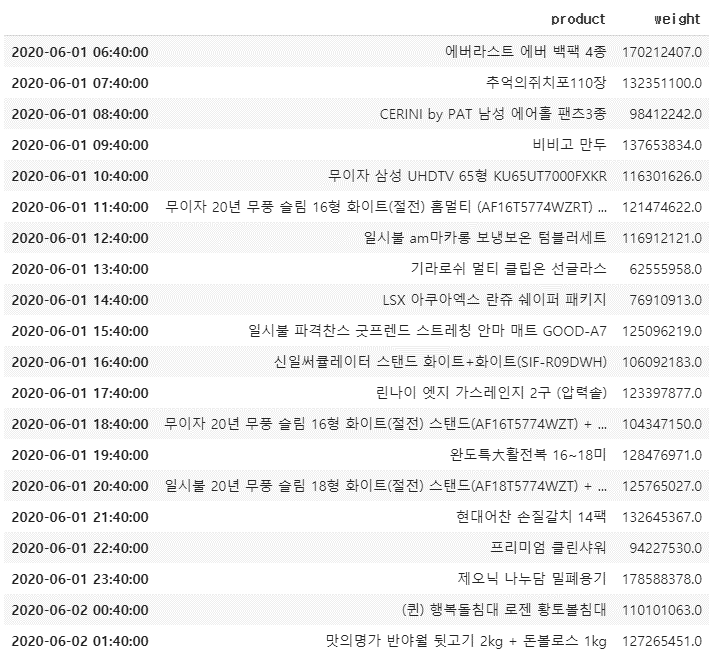 product weight
2020-06-01 06:40:00 에버라스트 에버 백팩 4종 170212407.0
2020-06-01 07:40:00 추억의쥐치포110장 132351100.0
2020-06-01 08:40:00 CERINI by PAT 남성 에어홀 팬츠3종 98412242.0
2020-06-01 09:40:00 비비고 만두 137653834.0
2020-06-01 10:40:00 무이자 삼성 UHDTV 65형 KU65UT7000FXKR 116301626.0
2020-06-01 11:40:00 무이자 20년 무풍 슬림 16형 화이트(절전) 홈멀티 (AF16T5774WZRT) ... 121474622.0
2020-06-01 12:40:00 일시불 am마카롱 보냉보온 텀블러세트 116912121.0
2020-06-01 13:40:00 기라로쉬 멀티 클립온 선글라스 62555958.0
2020-06-01 14:40:00 LSX 아쿠아엑스 란쥬 쉐이퍼 패키지 76910913.0
2020-06-01 15:40:00 일시불 파격찬스 굿프렌드 스트레칭 안마 매트 GOOD-A7 125096219.0
2020-06-01 16:40:00 신일써큘레이터 스탠드 화이트+화이트(SIF-R09DWH) 106092183.0
2020-06-01 17:40:00 린나이 엣지 가스레인지 2구 (압력솥) 123397877.0
2020-06-01 18:40:00 무이자 20년 무풍 슬림 16형 화이트(절전) 스탠드(AF16T5774WZT) + ... 104347150.0
2020-06-01 19:40:00 완도특大활전복 16~18미 128476971.0
2020-06-01 20:40:00 일시불 20년 무풍 슬림 18형 화이트(절전) 스탠드(AF18T5774WZT) + ... 125765027.0
2020-06-01 21:40:00 현대어찬 손질갈치 14팩 132645367.0
2020-06-01 22:40:00 프리미엄 클린샤워 94227530.0
2020-06-01 23:40:00 제오닉 나누담 밀폐용기 178588378.0
2020-06-02 00:40:00 (퀸) 행복돌침대 로젠 황토볼침대 110101063.0
2020-06-02 01:40:00 맛의명가 반야월 뒷고기 2kg + 돈불로스 1kg 127265451.0